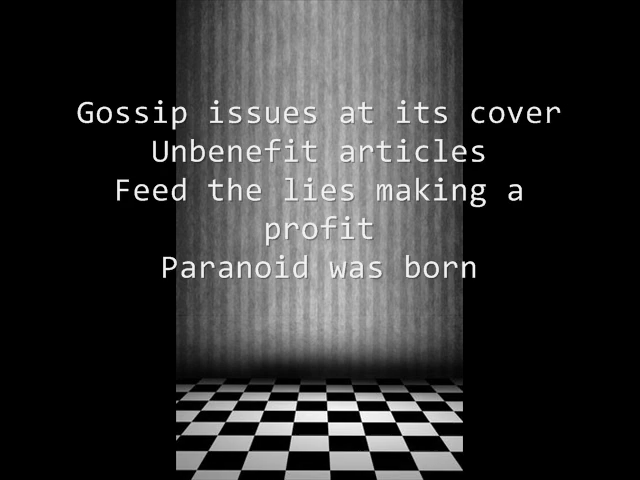 Gossip issues at its cover
Unbenefit articles
Feed the lies making a
profit
Paranoid was born